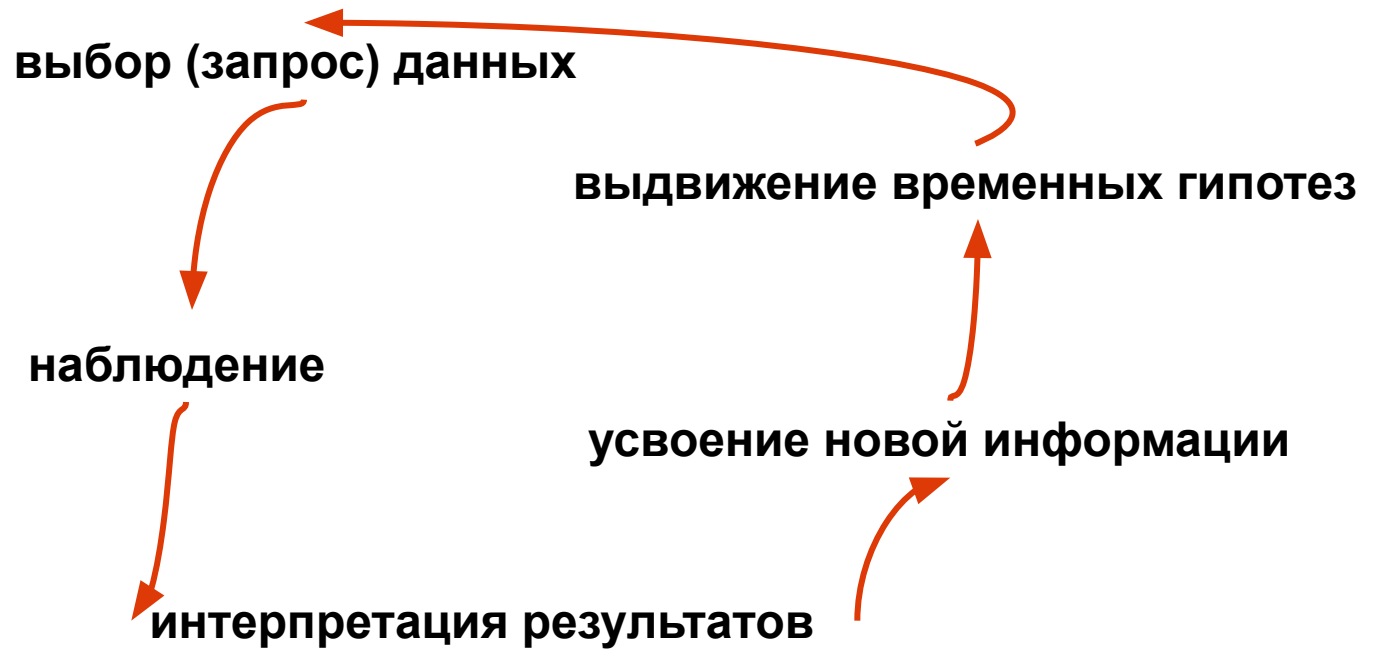 выбор (запрос) данных
выдвижение временных гипотез
наблюдение
усвоение новой информации
интерпретация результатов